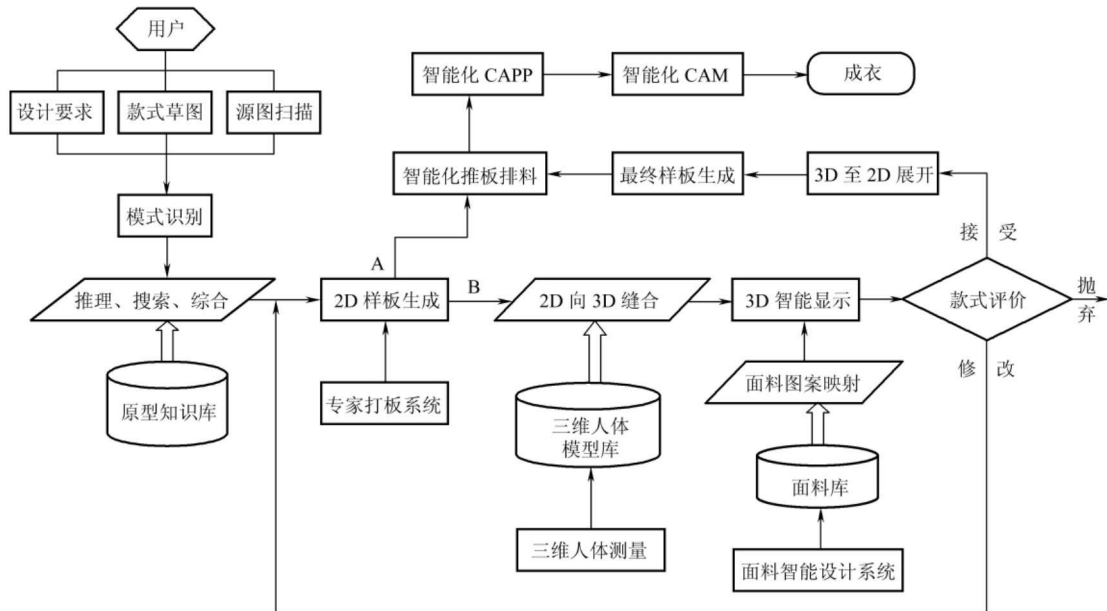 用户
智能化 CAPP
智能化 CAM
成衣
设计要求
款式草图
源图扫描
智能化推板排料
最终样板生成
3D 至 2D 展开
模式识别
接 受
A
推理、搜索、综合
2D 样板生成
B
2D 向 3D 缝合
3D 智能显示
款式评价
抛
弃
修 改
原型知识库
专家打板系统
三维人体
模型库
面料图案映射
面料库
三维人体测量
面料智能设计系统